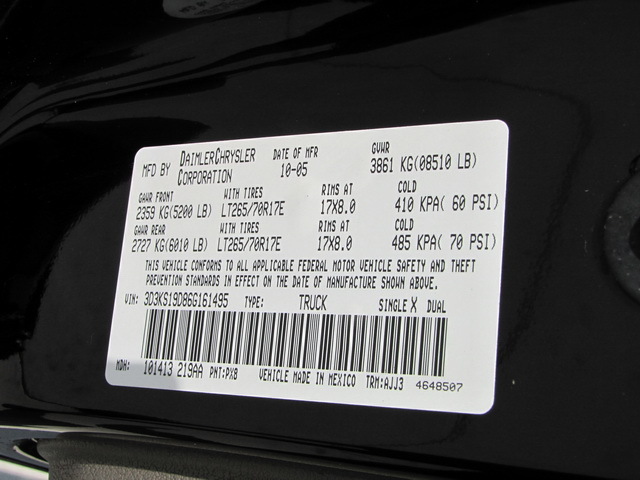 MFD BY DAIMLERCHRYSLER CORPORATION DATE OF MFR 10-05 GVWR 3861 KG(08510 LB)
GAWR FRONT WITH TIRES RIMS AT COLD
2359 KG(5200 LB) LT265/70R17E 17X8.0 410 KPA( 60 PSI)
GAWR REAR WITH TIRES RIMS AT COLD
2727 KG(6010 LB) LT265/70R17E 17X8.0 485 KPA( 70 PSI)
THIS VEHICLE CONFORMS TO ALL APPLICABLE FEDERAL MOTOR VEHICLE SAFETY AND THEFT
PREVENTION STANDARDS IN EFFECT ON THE DATE OF MANUFACTURE SHOWN ABOVE.
VIN: 3D3KS19D86G161495 TYPE: TRUCK SINGLE X DUAL
MDH: 101413 219AA PNT:PX8 VEHICLE MADE IN MEXICO TRM:AJJ3 4648507